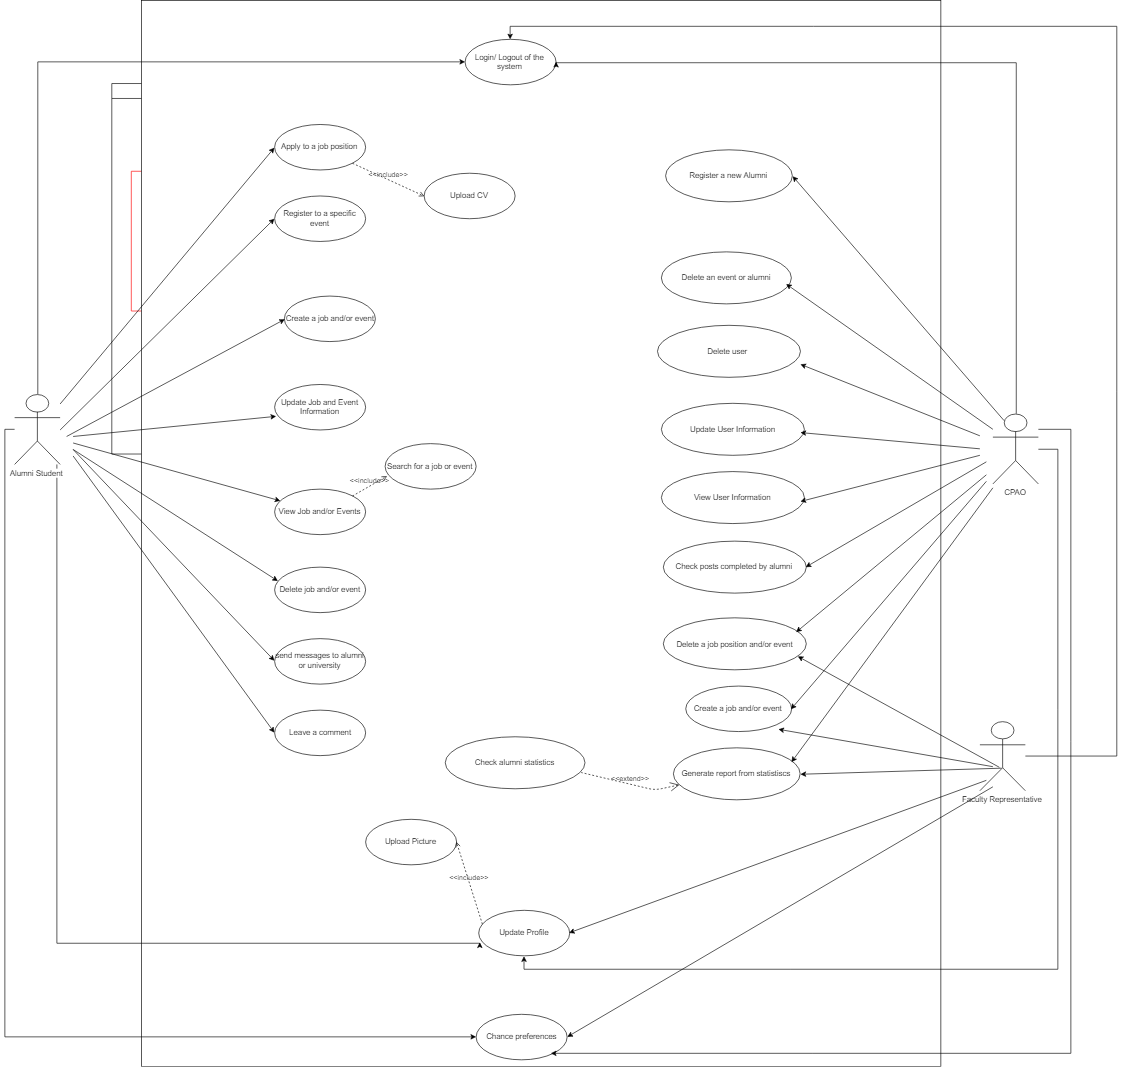 Login/ Logout of the
system
Apply to a job position
<<include>>
Upload CV
Register a new Alumni
Register to a specific
event
Delete an event or alumni
Create a job and/or event
Delete user
Update Job and Event
Information
Update User Information
Alumni Student
Search for a job or event
<<include>>
View Job and/or Events
View User Information
CPAO
Check posts completed by alumni
Delete job and/or event
Delete a job position and/or event
send messages to alumni
or university
Create a job and/or event
Leave a comment
Check alumni statistics
<<extend>>
Generate report from statistiscs
Faculty Representative
Upload Picture
<<include>>
Update Profile
Chance preferences